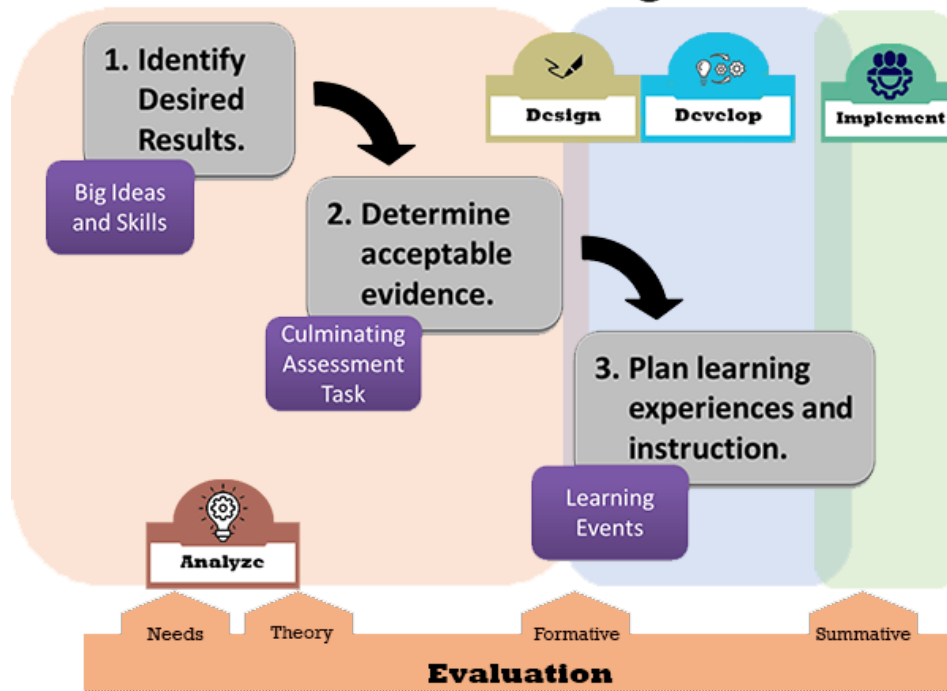 1. Identify
Desired
Results.
Big Ideas
and Skills
Design
Develop
Implement
2. Determine
acceptable
evidence.
Culminating
Assessment
Task
3. Plan learning
experiences and
instruction.
Learning
Events
Analyze
Needs
Theory
Formative
Summative
Evaluation